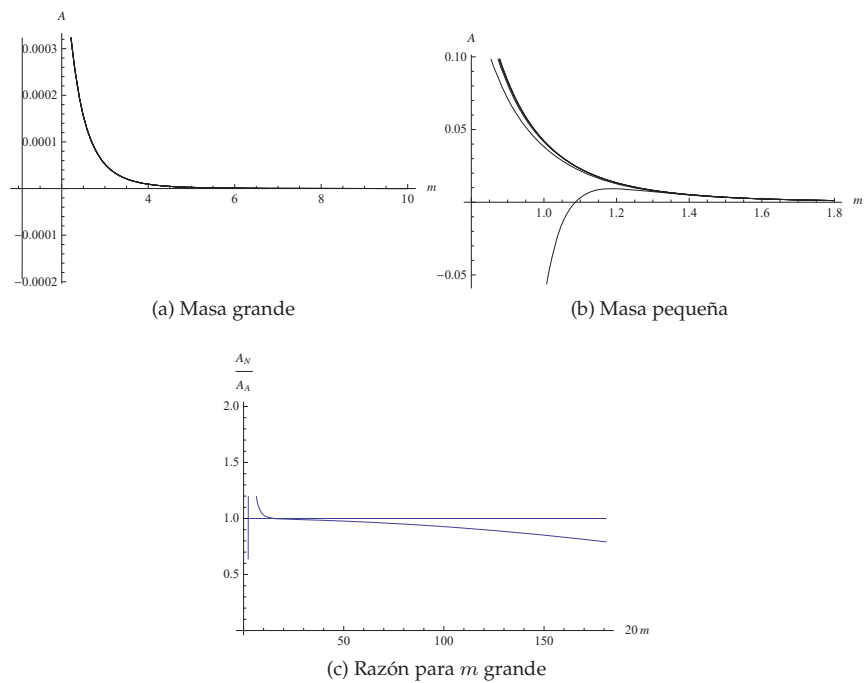 A
0.0003
0.0002
0.0001
−0.0001
−0.0002
4
6
8
10
m
(a) Masa grande
A
0.10
0.05
−0.05
1.0
1.2
1.4
1.6
1.8
m
(b) Masa pequeña
A_N
A_A
2.0
1.5
1.0
0.5
50
100
150
20 m
(c) Razón para m grande